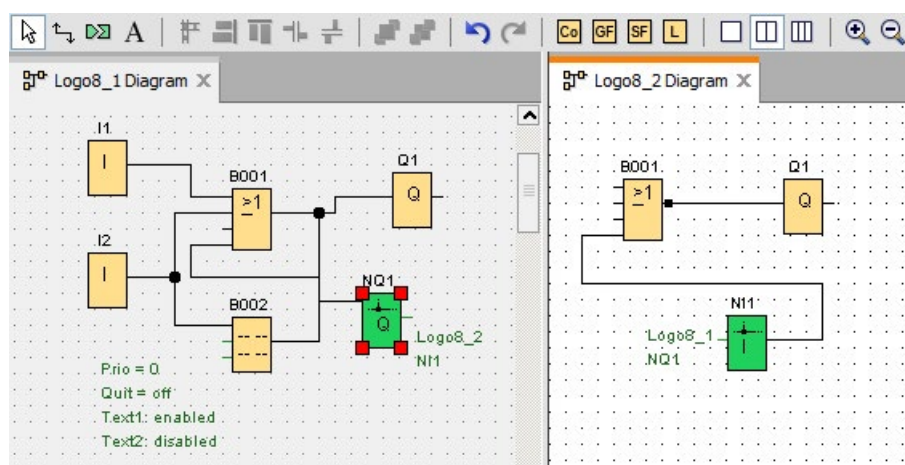 A
Co GF SF L
Logo8_1 Diagram X
Logo8_2 Diagram X
I1
I
B001
>1
Q1
Q
I2
I
B002
NQ1
Q
Logo8_2
NI1
Prio = 0
Quit = off
Text1: enabled
Text2: disabled
B001
>1
Q1
Q
NI1
I
Logo8_1
NQ1